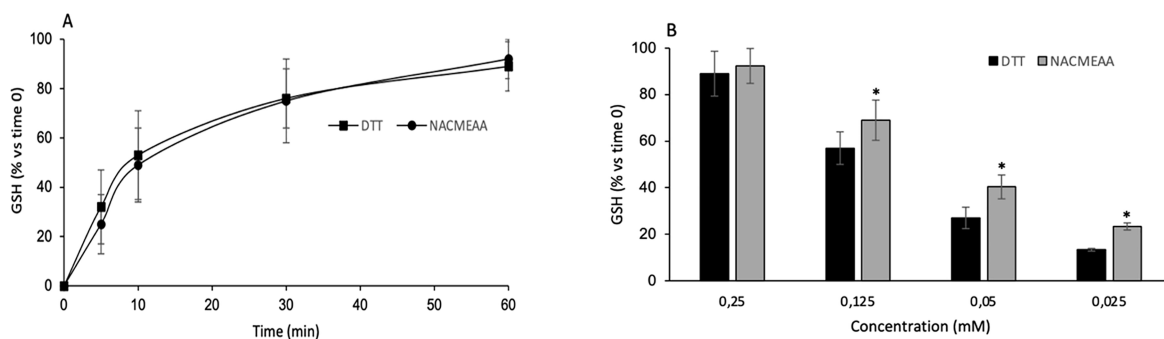 A
100
80
60
40
20
0
GSH (% vs time 0)
DTT NACMEAA
0 10 20 30 40 50 60
Time (min)
B
100
80
60
40
20
0
GSH (% vs time 0)
DTT NACMEAA
*
*
*
0,25 0,125 0,05 0,025
Concentration (mM)